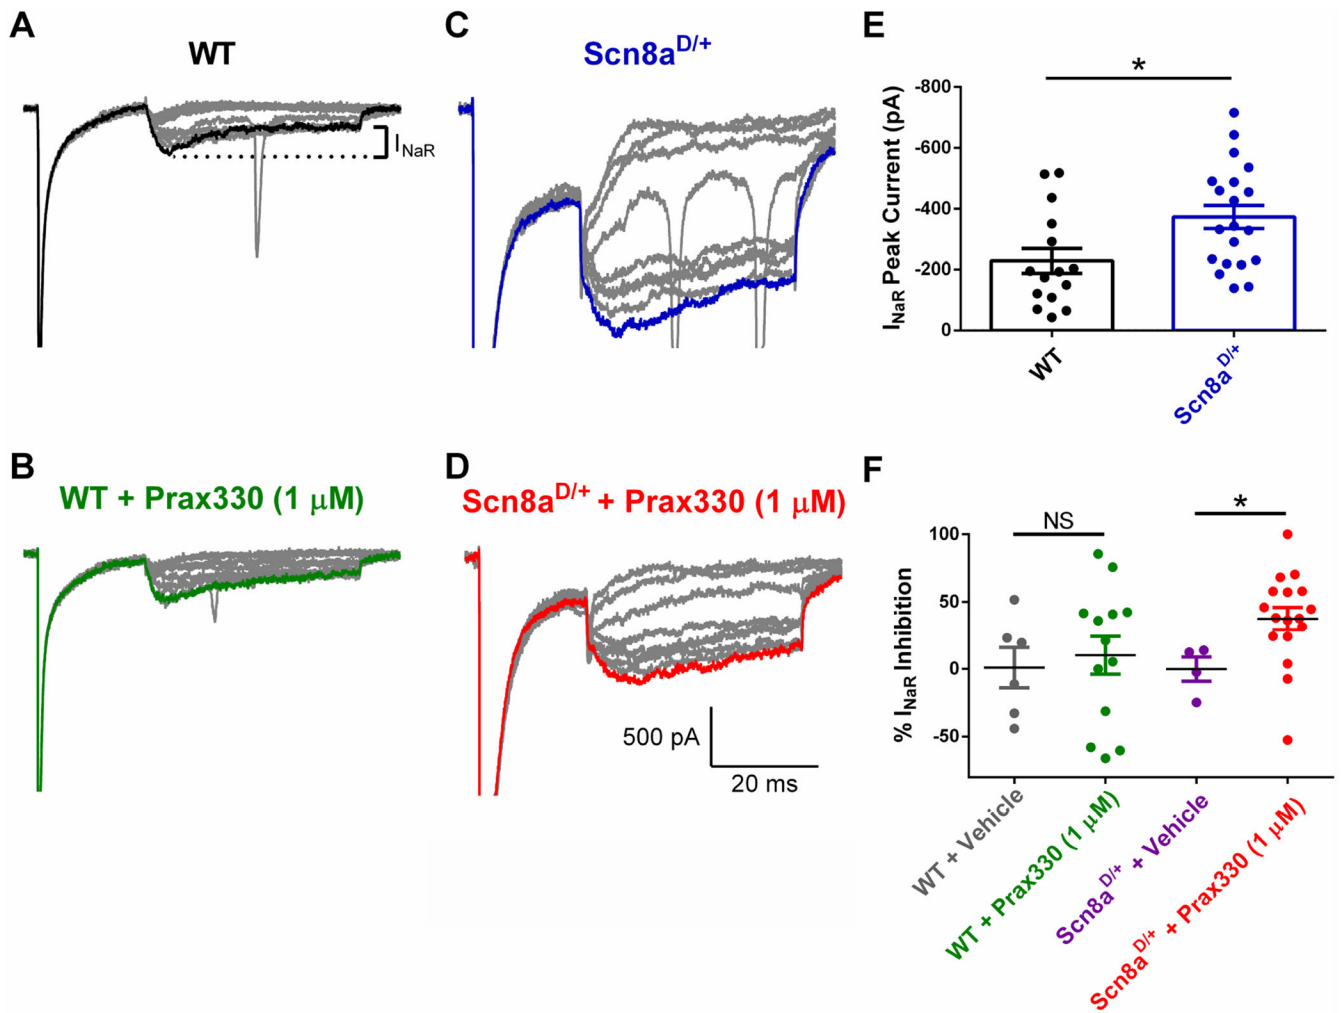 A
WT
I_NaR
B
WT + Prax330 (1 μM)
C
Scn8a^D/+
D
Scn8a^D/+ + Prax330 (1 μM)
500 pA
20 ms
E
*
I_NaR Peak Current (pA)
-800
-600
-400
-200
0
WT
Scn8a^D/+
F
NS
*
% I_NaR Inhibition
100
50
0
-50
WT + Vehicle
WT + Prax330 (1 μM)
Scn8a^D/+ + Vehicle
Scn8a^D/+ + Prax330 (1 μM)